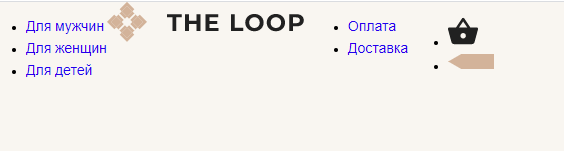 Для мужчин
Для женщин
Для детей
THE LOOP
Оплата
Доставка